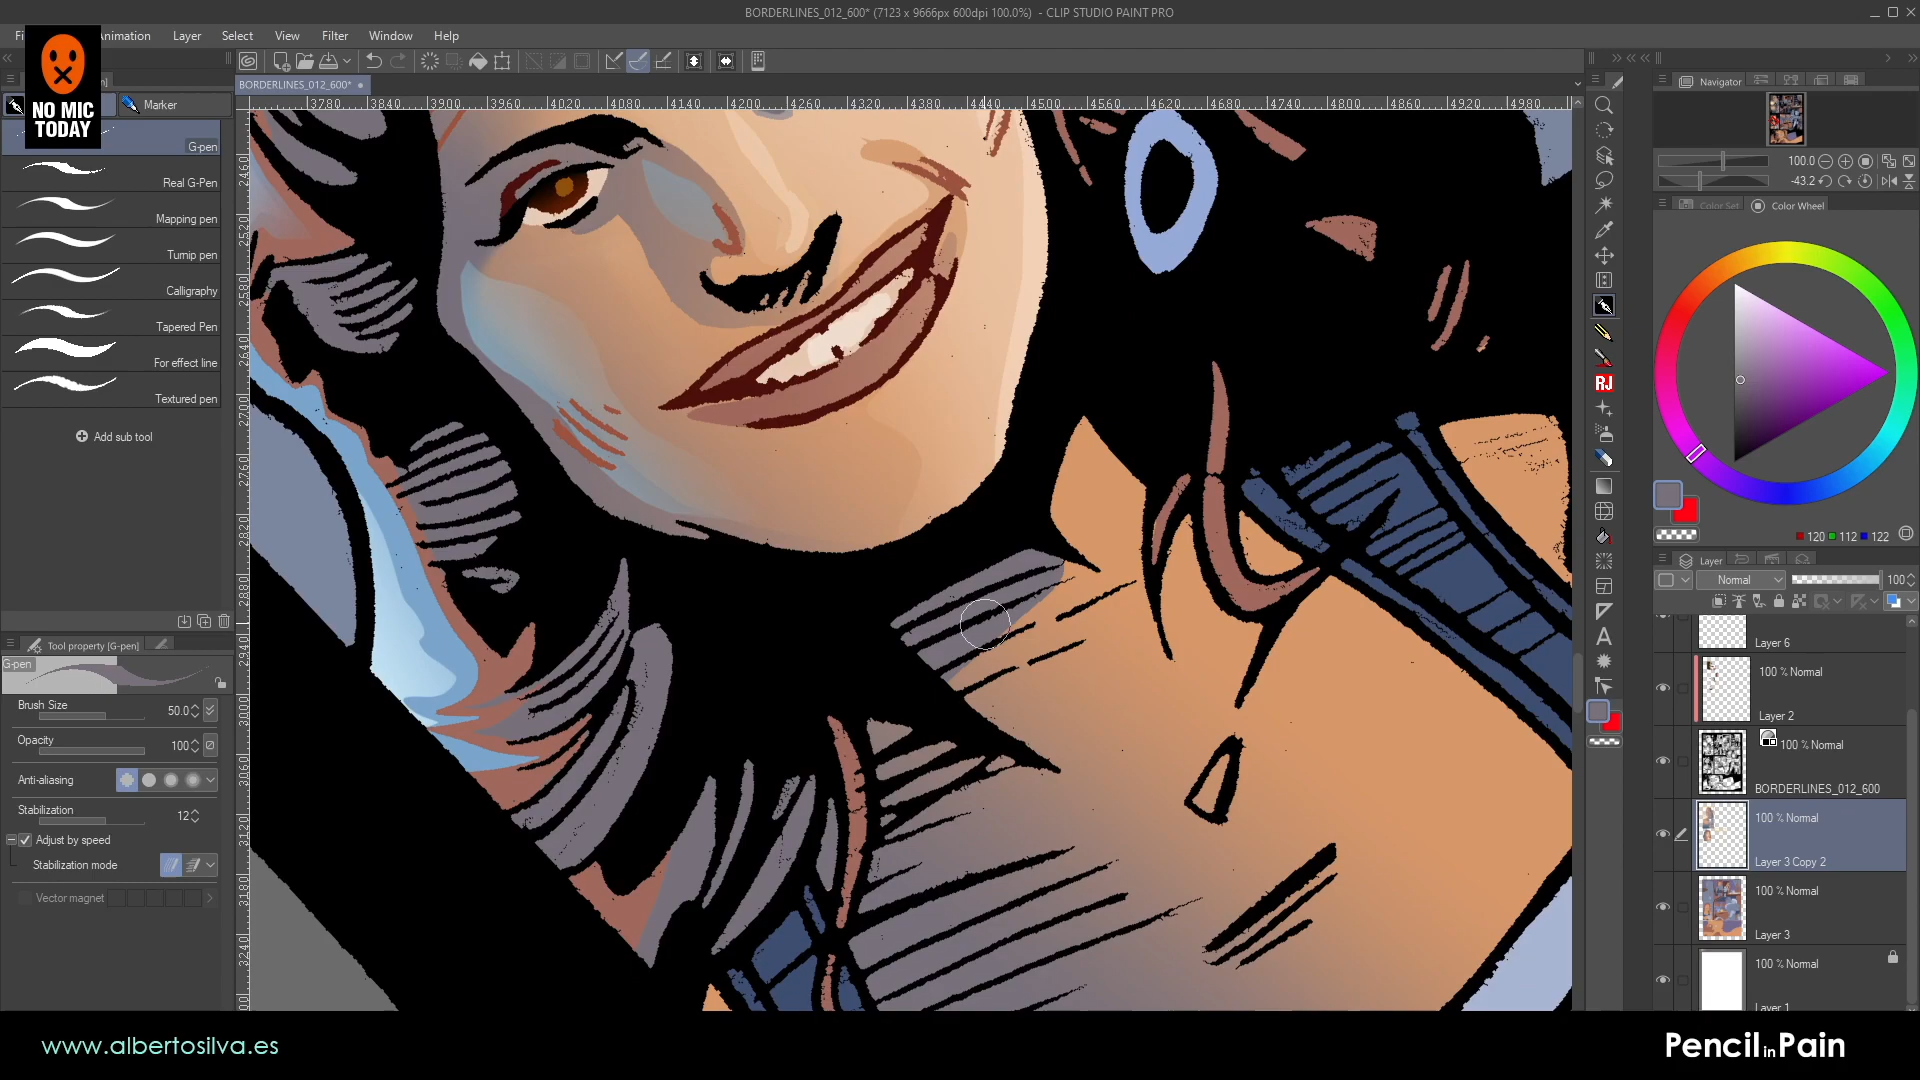 BORDERLINES_012_600* (7123 x 9666px 600dpi 100.0%) - CLIP STUDIO PAINT PRO
Animation Layer Select View Filter Window Help
BORDERLINES_012_600*
NO MIC
TODAY
Marker
G-pen
Real G-Pen
Mapping pen
Turnip pen
Calligraphy
Tapered Pen
For effect line
Textured pen
Add sub tool
Tool property [G-pen]
G-pen
Brush Size 50.0
Opacity 100
Anti-aliasing
Stabilization 12
Adjust by speed
Stabilization mode
Vector magnet
RJ
A
Navigator
100.0
-43.2
Color Set Color Wheel
120 112 122
Layer
Normal 100
Layer 6
100 % Normal
Layer 2
100 % Normal
BORDERLINES_012_600
100 % Normal
Layer 3 Copy 2
100 % Normal
Layer 3
100 % Normal
Layer 1
www.albertosilva.es
Pencil in Pain